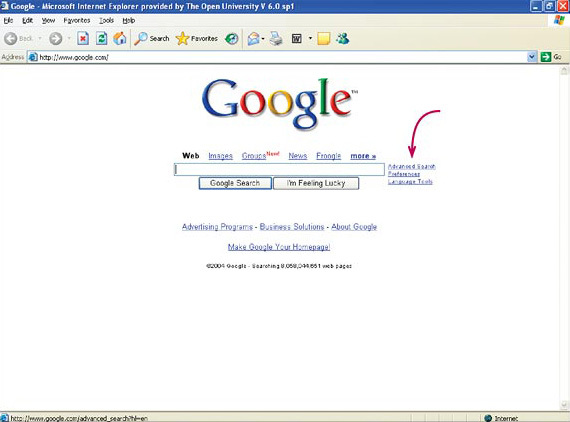 Google - Microsoft Internet Explorer provided by The Open University V 6.0 sp1
File Edit View Favorites Tools Help
Back Search Favorites
Address http://www.google.com/ Go
Google™
Web Images Groups New! News Froogle more »
Advanced Search
Preferences
Language Tools
Google Search I'm Feeling Lucky
Advertising Programs - Business Solutions - About Google
Make Google Your Homepage!
©2004 Google - Searching 8,058,044,651 web pages
http://www.google.com/advanced_search?hl=en Internet